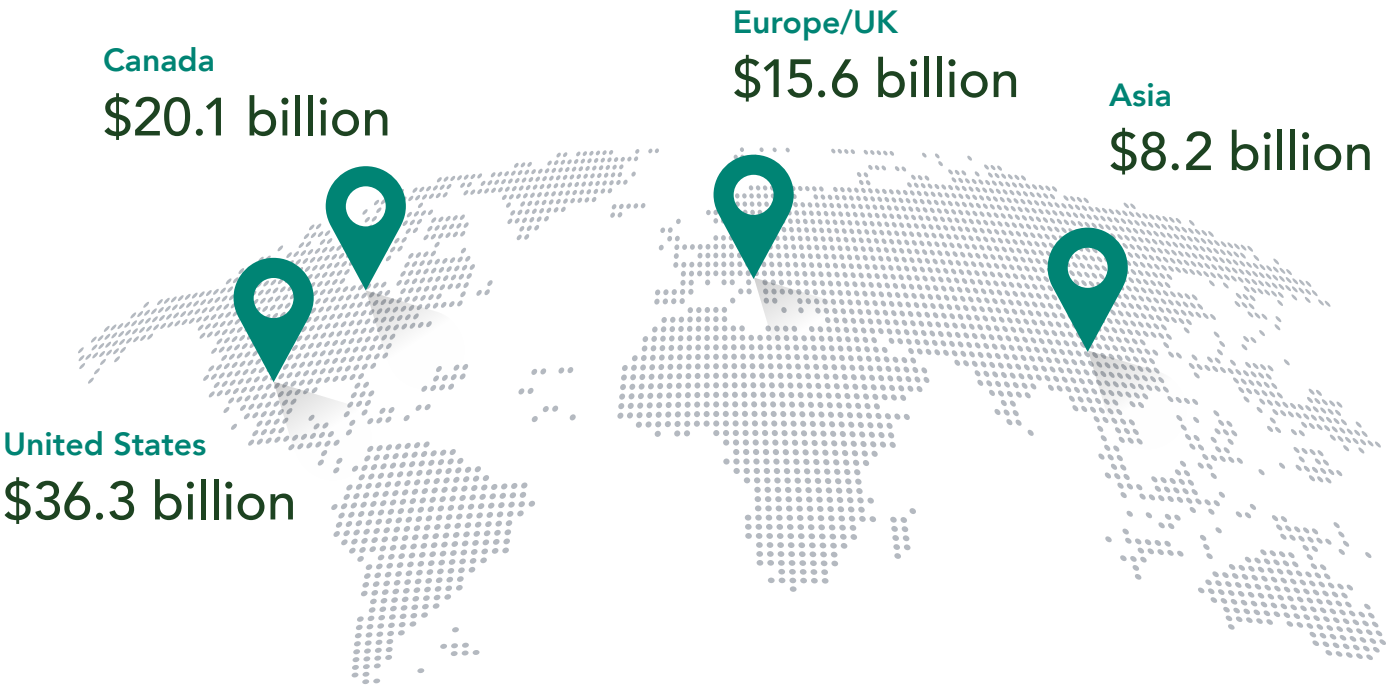 Canada
$20.1 billion
Europe/UK
$15.6 billion
Asia
$8.2 billion
United States
$36.3 billion